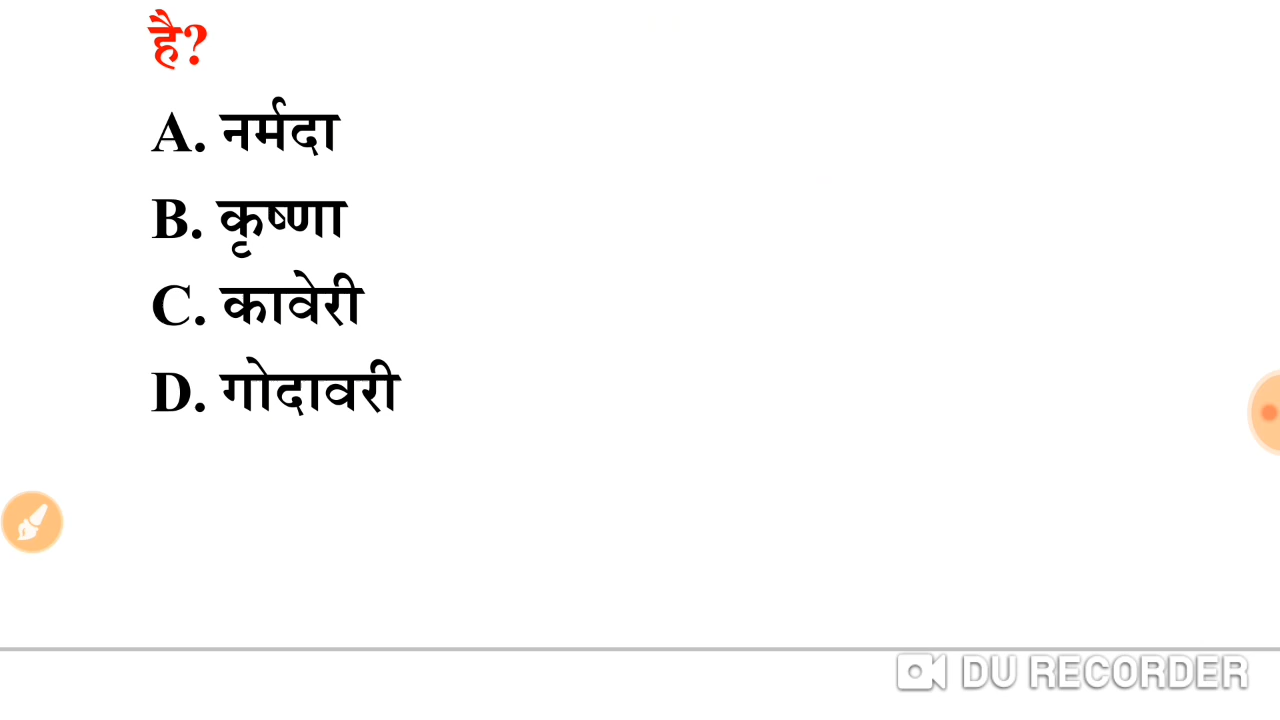 है?
A. नर्मदा
B. कृष्णा
C. कावेरी
D. गोदावरी
DU RECORDER